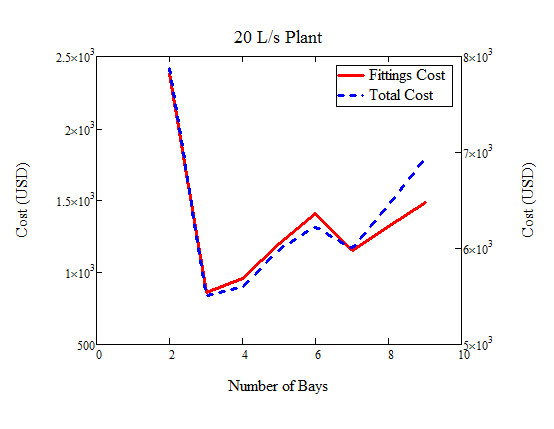 20 L/s Plant
2.5×10³
2×10³
1.5×10³
1×10³
500
Cost (USD)
Fittings Cost
Total Cost
8×10³
7×10³
6×10³
5×10³
Cost (USD)
0 2 4 6 8 10
Number of Bays